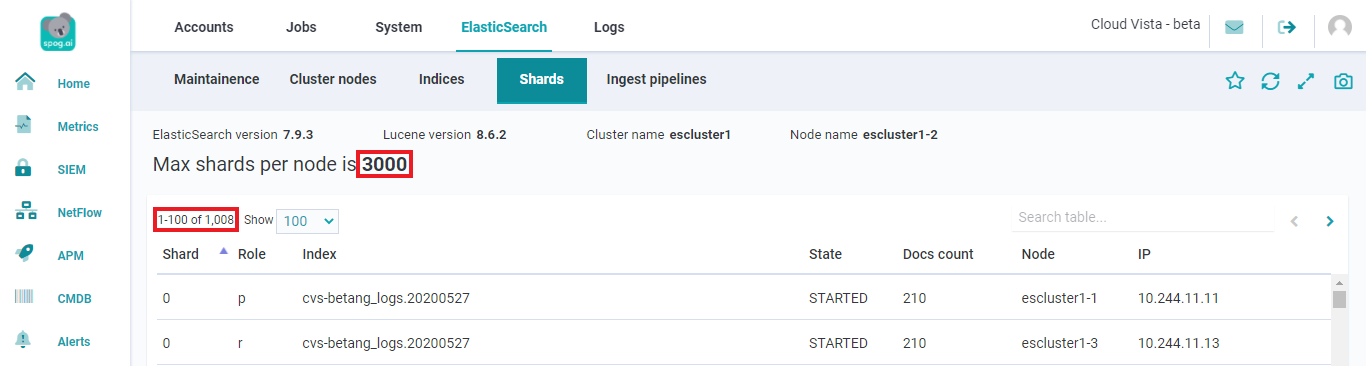 spog.ai
Accounts Jobs System ElasticSearch Logs Cloud Vista - beta
Maintainence Cluster nodes Indices Shards Ingest pipelines
Home
Metrics
SIEM
NetFlow
APM
CMDB
Alerts
ElasticSearch version 7.9.3 Lucene version 8.6.2 Cluster name escluster1 Node name escluster1-2
Max shards per node is 3000
1-100 of 1,008 Show 100 Search table...
Shard Role Index State Docs count Node IP
0 p cvs-betang_logs.20200527 STARTED 210 escluster1-1 10.244.11.11
0 r cvs-betang_logs.20200527 STARTED 210 escluster1-3 10.244.11.13